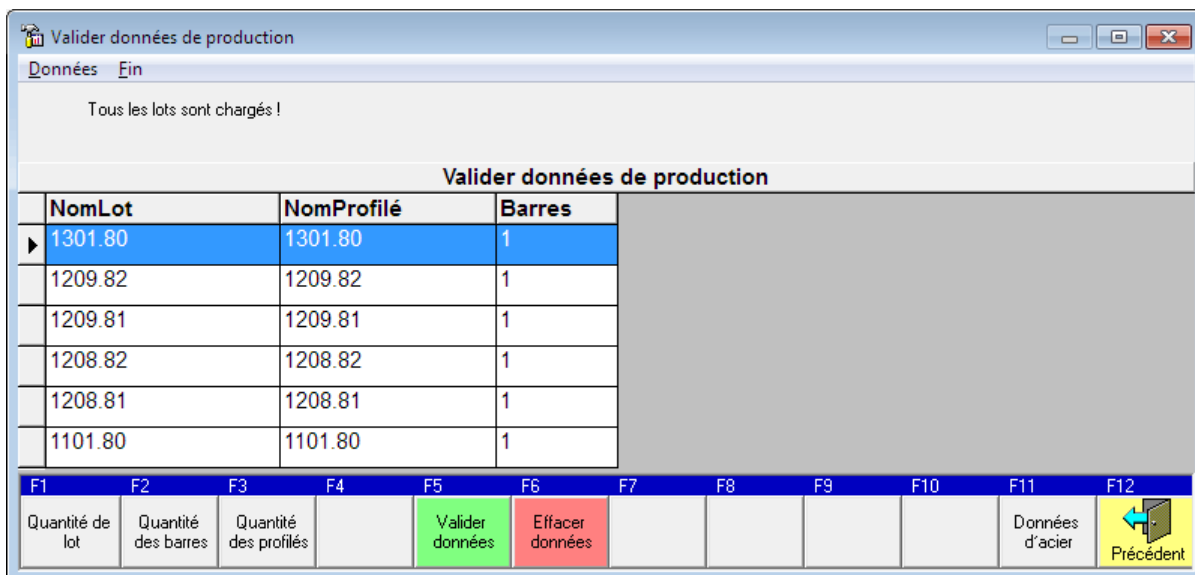 Valider données de production
Données Fin
Tous les lots sont chargés !
Valider données de production
NomLot NomProfilé Barres
1301.80 1301.80 1
1209.82 1209.82 1
1209.81 1209.81 1
1208.82 1208.82 1
1208.81 1208.81 1
1101.80 1101.80 1
F1 F2 F3 F4 F5 F6 F7 F8 F9 F10 F11 F12
Quantité de lot
Quantité des barres
Quantité des profilés
Valider données
Effacer données
Données d'acier
Précédent